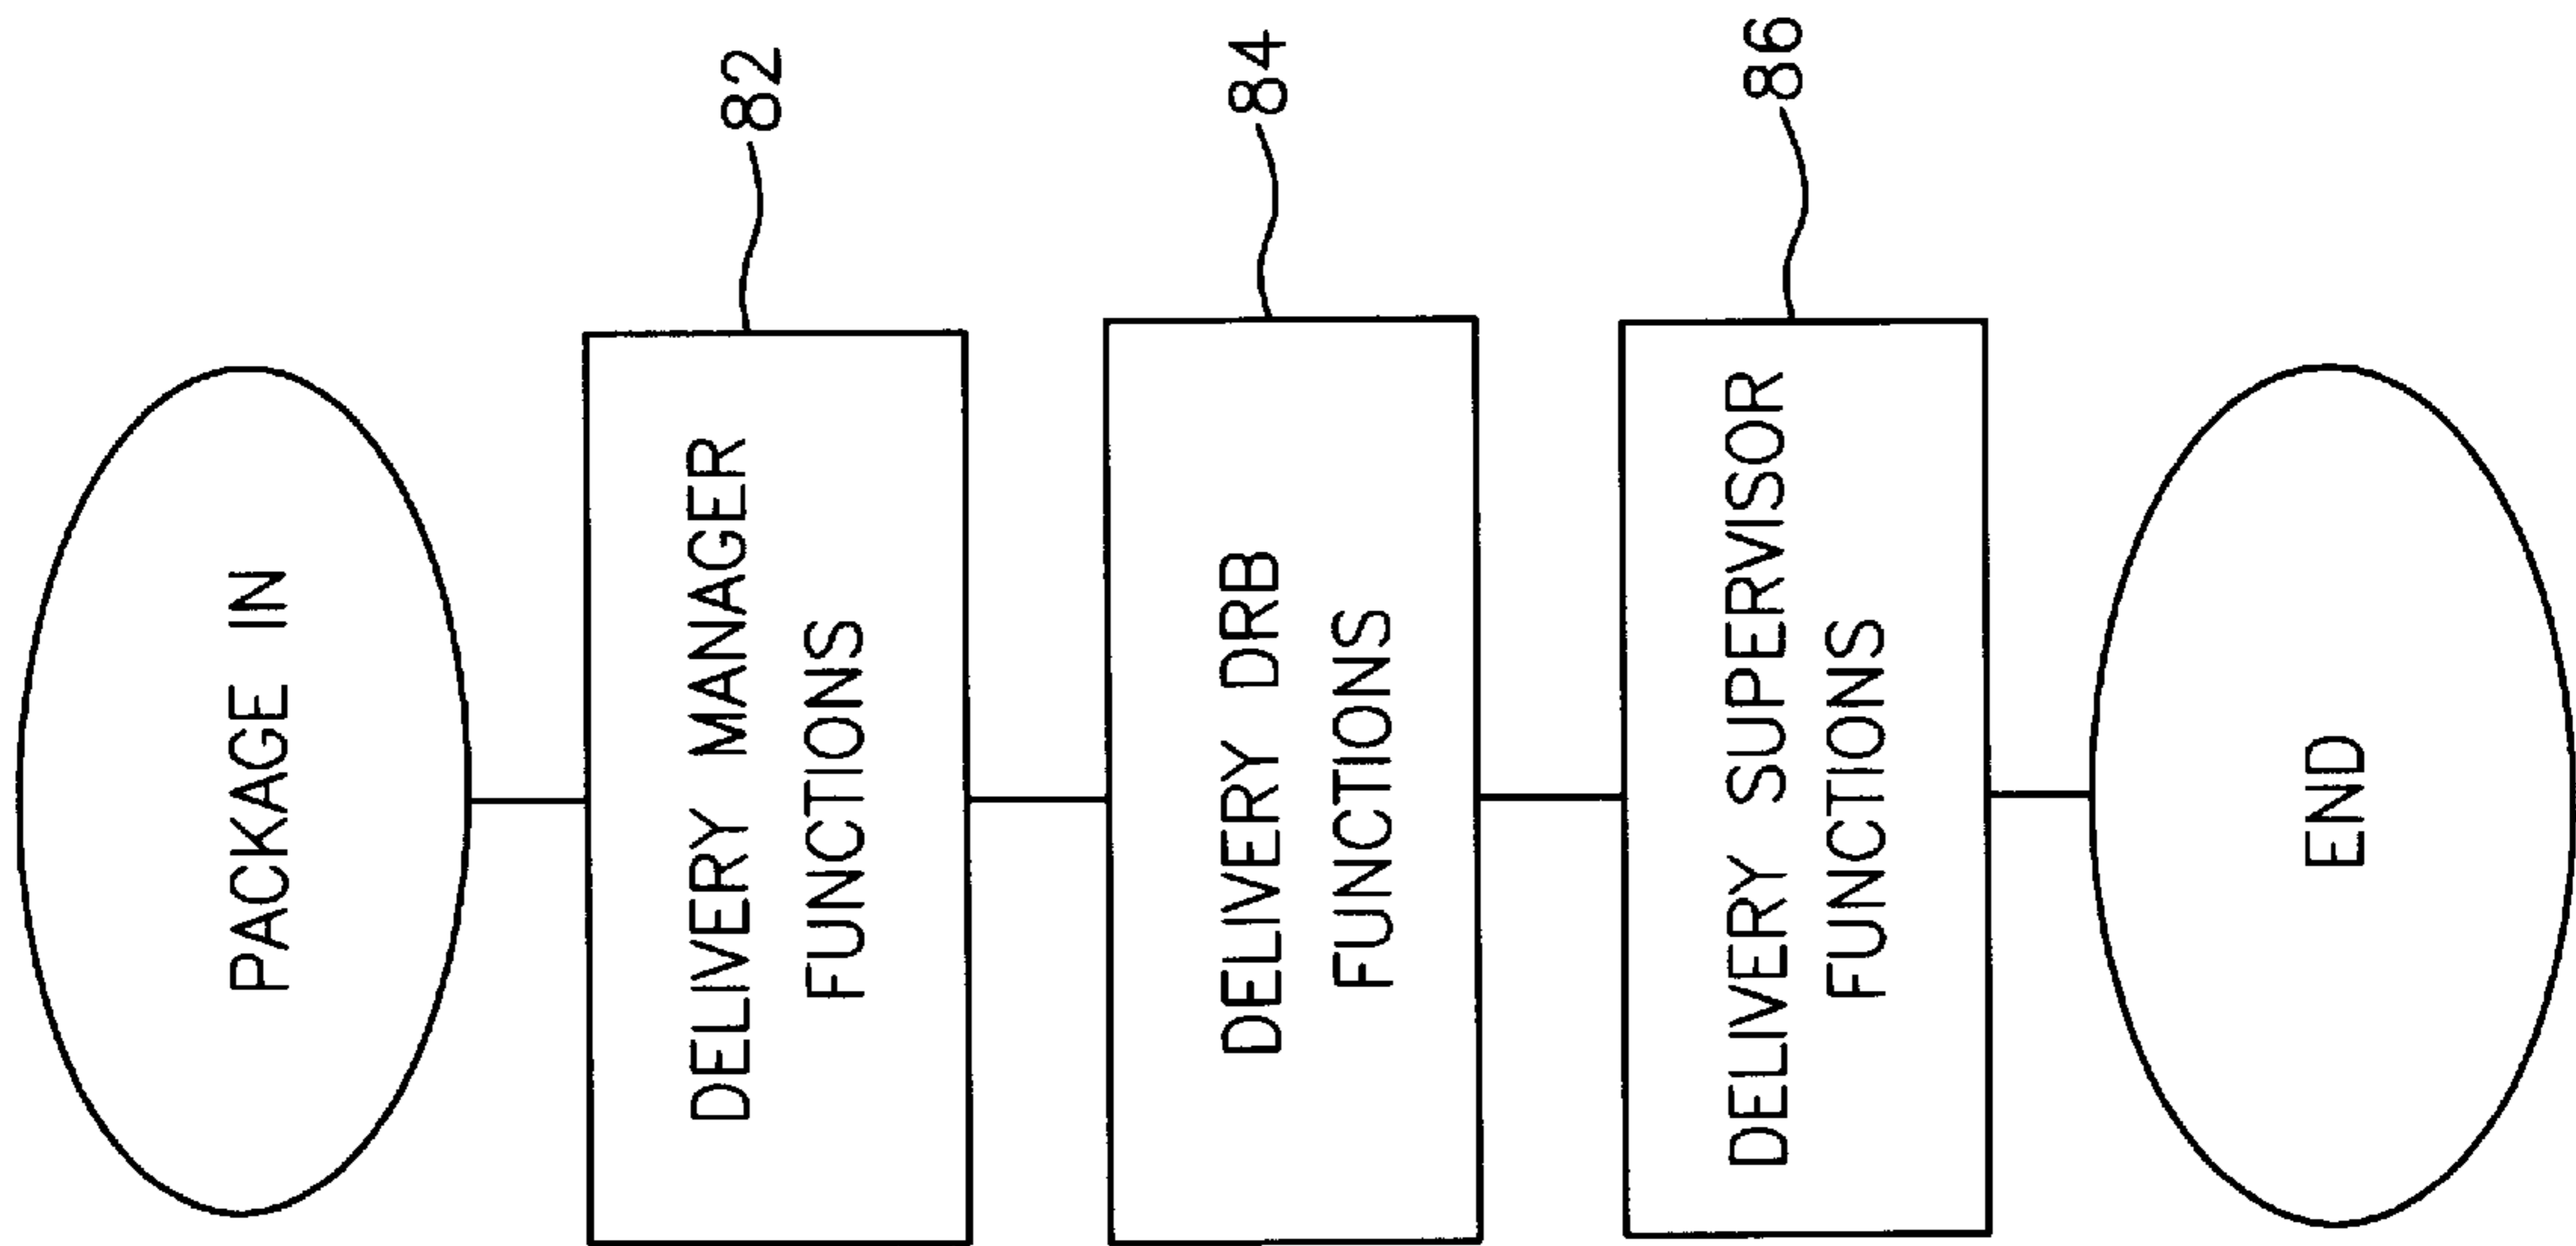 PACKAGE IN
DELIVERY MANAGER
FUNCTIONS
82
DELIVERY DRB
FUNCTIONS
84
DELIVERY SUPERVISOR
FUNCTIONS
86
END